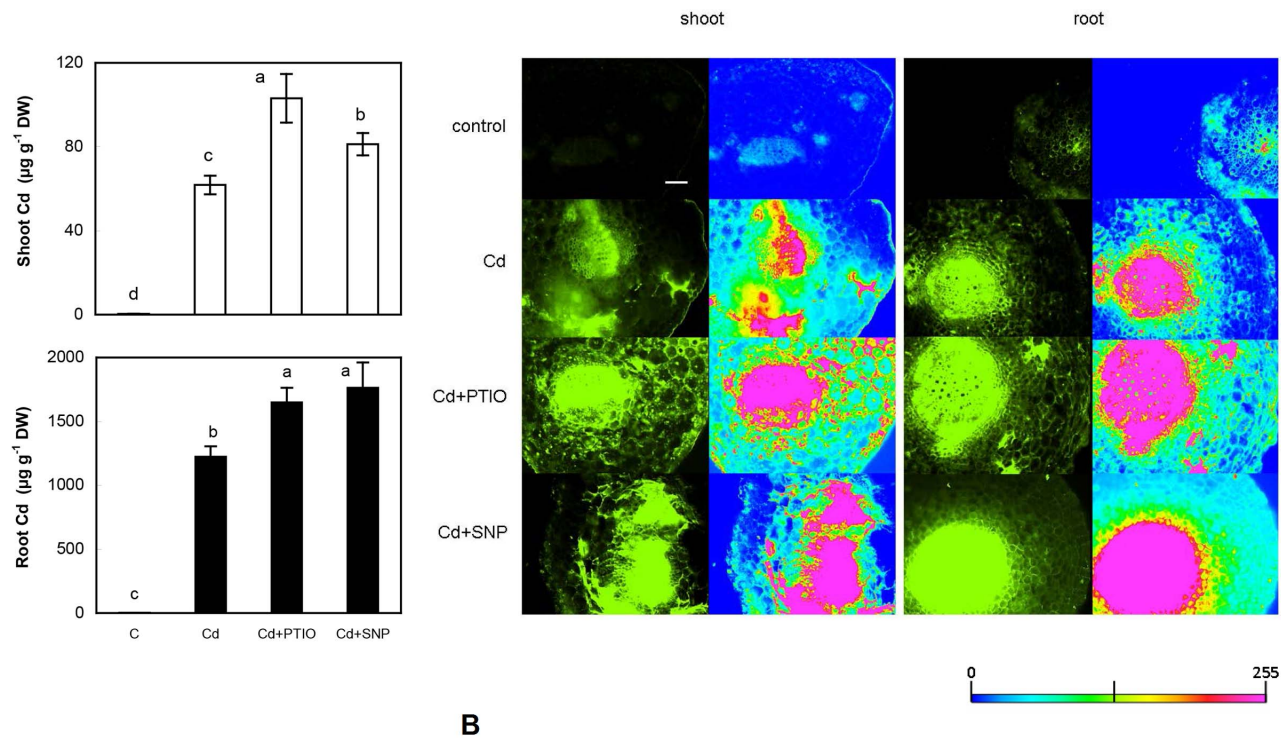 shoot
root
120
80
40
0
Shoot Cd (µg g⁻¹ DW)
d
c
a
b
2000
1500
1000
500
0
Root Cd (µg g⁻¹ DW)
c
b
a
a
C
Cd
Cd+PTIO
Cd+SNP
control
Cd
Cd+PTIO
Cd+SNP
0
255
B